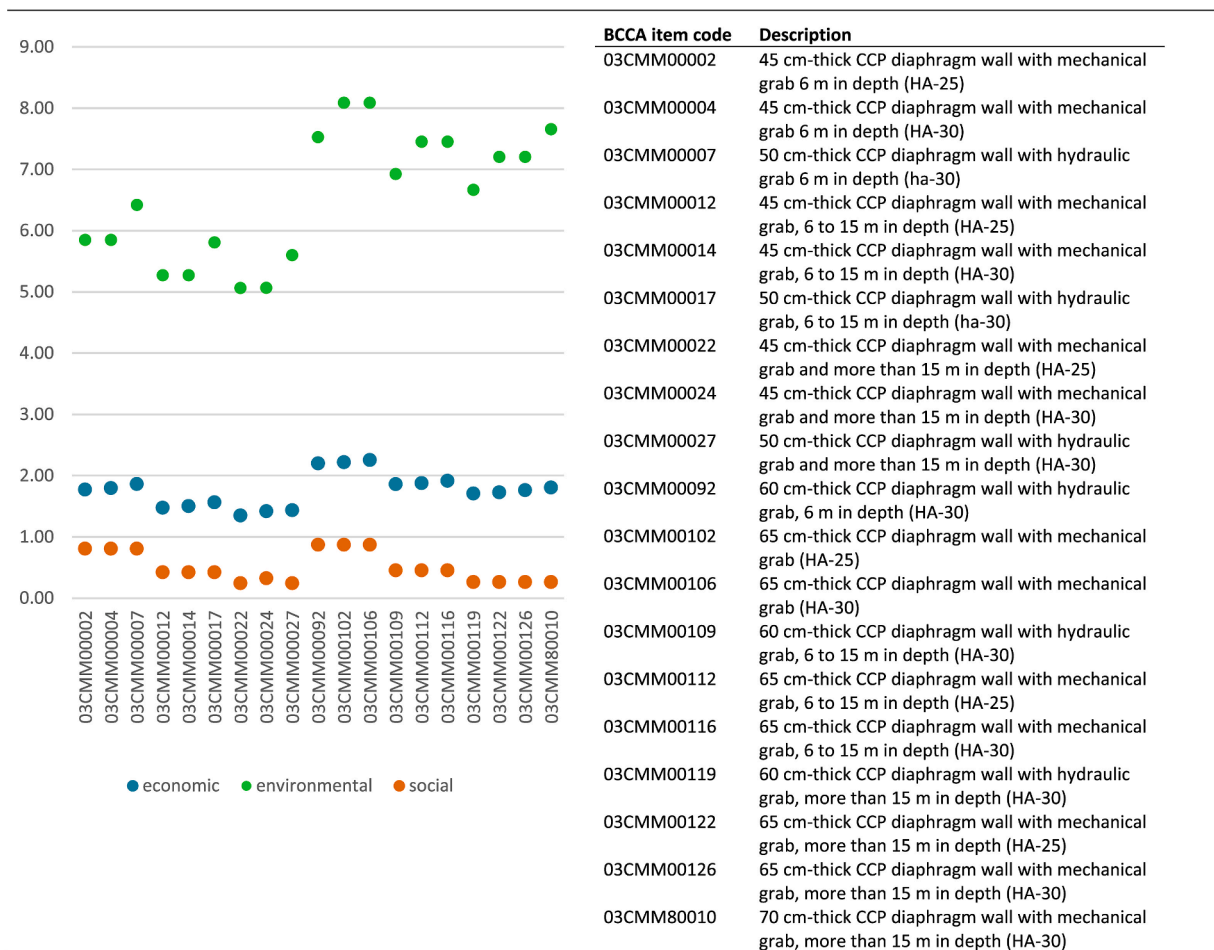 9.00
8.00
7.00
6.00
5.00
4.00
3.00
2.00
1.00
0.00
03CMM00002
03CMM00004
03CMM00007
03CMM00012
03CMM00014
03CMM00017
03CMM00022
03CMM00024
03CMM00027
03CMM00092
03CMM00102
03CMM00106
03CMM00109
03CMM00112
03CMM00116
03CMM00119
03CMM00122
03CMM00126
03CMM80010
economic environmental social
BCCA item code Description
03CMM00002 45 cm-thick CCP diaphragm wall with mechanical
grab 6 m in depth (HA-25)
03CMM00004 45 cm-thick CCP diaphragm wall with mechanical
grab 6 m in depth (HA-30)
03CMM00007 50 cm-thick CCP diaphragm wall with hydraulic
grab 6 m in depth (ha-30)
03CMM00012 45 cm-thick CCP diaphragm wall with mechanical
grab, 6 to 15 m in depth (HA-25)
03CMM00014 45 cm-thick CCP diaphragm wall with mechanical
grab, 6 to 15 m in depth (HA-30)
03CMM00017 50 cm-thick CCP diaphragm wall with hydraulic
grab, 6 to 15 m in depth (ha-30)
03CMM00022 45 cm-thick CCP diaphragm wall with mechanical
grab and more than 15 m in depth (HA-25)
03CMM00024 45 cm-thick CCP diaphragm wall with mechanical
grab and more than 15 m in depth (HA-30)
03CMM00027 50 cm-thick CCP diaphragm wall with hydraulic
grab and more than 15 m in depth (HA-30)
03CMM00092 60 cm-thick CCP diaphragm wall with hydraulic
grab, 6 m in depth (HA-30)
03CMM00102 65 cm-thick CCP diaphragm wall with mechanical
grab (HA-25)
03CMM00106 65 cm-thick CCP diaphragm wall with mechanical
grab (HA-30)
03CMM00109 60 cm-thick CCP diaphragm wall with hydraulic
grab, 6 to 15 m in depth (HA-30)
03CMM00112 65 cm-thick CCP diaphragm wall with mechanical
grab, 6 to 15 m in depth (HA-25)
03CMM00116 65 cm-thick CCP diaphragm wall with mechanical
grab, 6 to 15 m in depth (HA-30)
03CMM00119 60 cm-thick CCP diaphragm wall with hydraulic
grab, more than 15 m in depth (HA-30)
03CMM00122 65 cm-thick CCP diaphragm wall with mechanical
grab, more than 15 m in depth (HA-25)
03CMM00126 65 cm-thick CCP diaphragm wall with mechanical
grab, more than 15 m in depth (HA-30)
03CMM80010 70 cm-thick CCP diaphragm wall with mechanical
grab, more than 15 m in depth (HA-30)